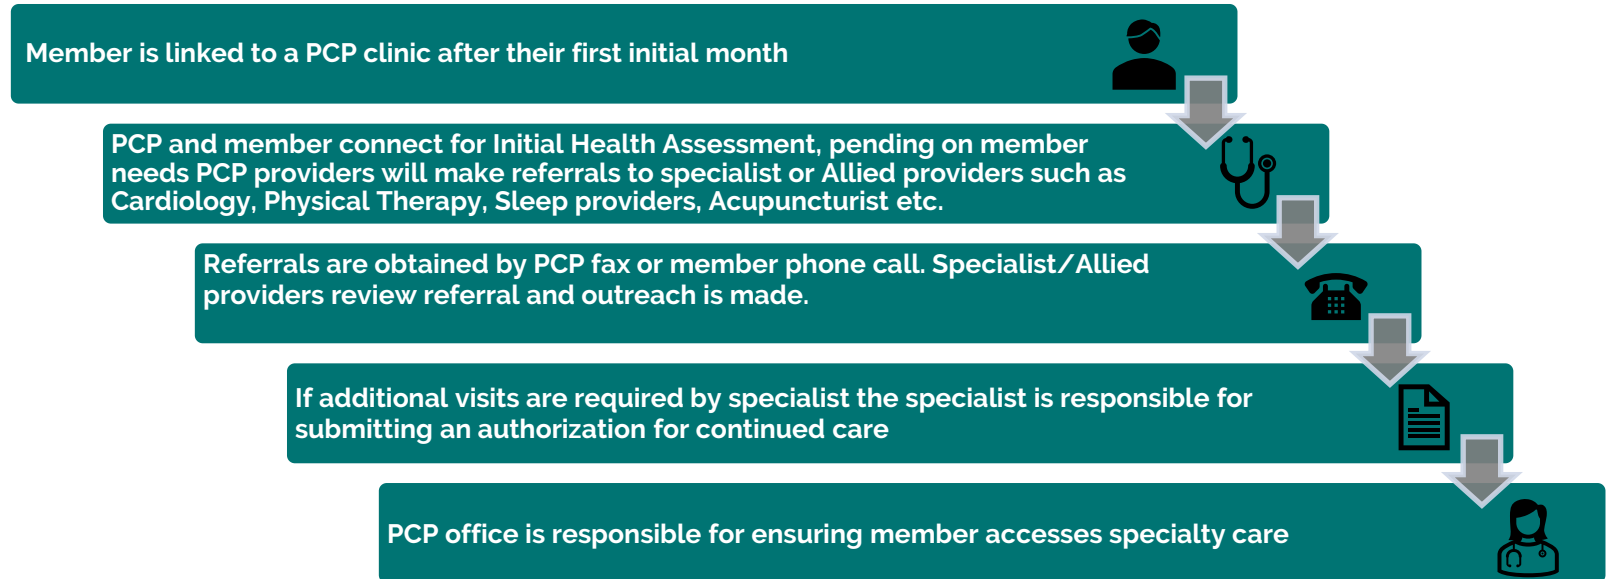 Member is linked to a PCP clinic after their first initial month
PCP and member connect for Initial Health Assessment, pending on member
needs PCP providers will make referrals to specialist or Allied providers such as
Cardiology, Physical Therapy, Sleep providers, Acupuncturist etc.
Referrals are obtained by PCP fax or member phone call. Specialist/Allied
providers review referral and outreach is made.
If additional visits are required by specialist the specialist is responsible for
submitting an authorization for continued care
PCP office is responsible for ensuring member accesses specialty care